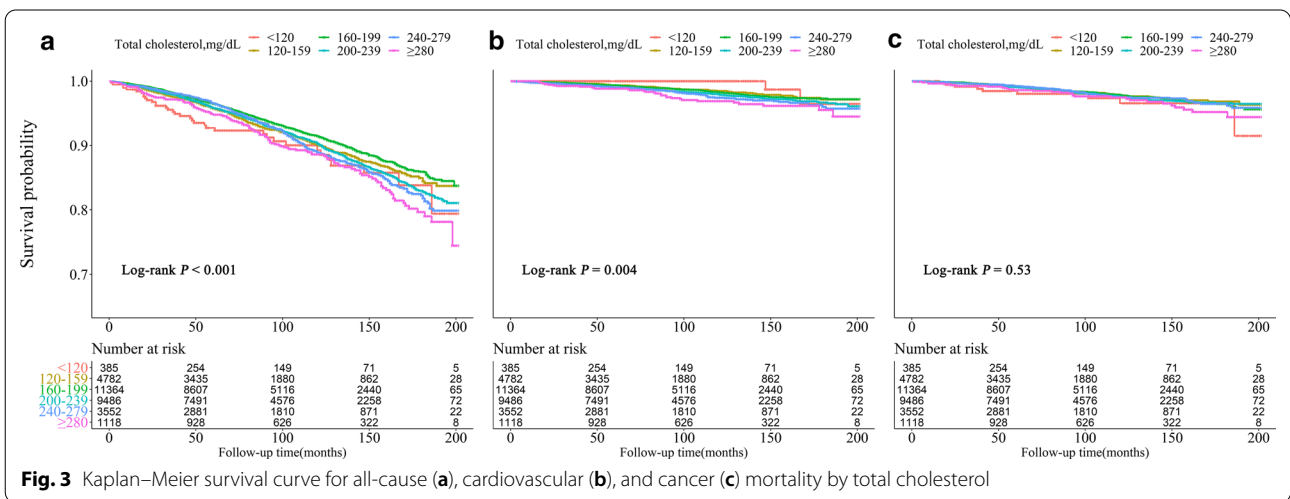 a
Total cholesterol,mg/dL <120 160-199 240-279
120-159 200-239 ≥280
b
Total cholesterol,mg/dL <120 160-199 240-279
120-159 200-239 ≥280
c
Total cholesterol,mg/dL <120 160-199 240-279
120-159 200-239 ≥280
Survival probability
1.0
0.9
0.8
0.7
Log-rank P < 0.001
Log-rank P = 0.004
Log-rank P = 0.53
0 50 100 150 200
0 50 100 150 200
0 50 100 150 200
Number at risk
<120 385 254 149 71 5
120-159 4782 3435 1880 862 28
160-199 11364 8607 5116 2440 65
200-239 9486 7491 4576 2258 72
240-279 3552 2881 1810 871 22
≥280 1118 928 626 322 8
0 50 100 150 200
Follow-up time(months)
Number at risk
385 254 149 71 5
4782 3435 1880 862 28
11364 8607 5116 2440 65
9486 7491 4576 2258 72
3552 2881 1810 871 22
1118 928 626 322 8
0 50 100 150 200
Follow-up time(months)
Number at risk
385 254 149 71 5
4782 3435 1880 862 28
11364 8607 5116 2440 65
9486 7491 4576 2258 72
3552 2881 1810 871 22
1118 928 626 322 8
0 50 100 150 200
Follow-up time(months)
Fig. 3 Kaplan–Meier survival curve for all-cause (a), cardiovascular (b), and cancer (c) mortality by total cholesterol